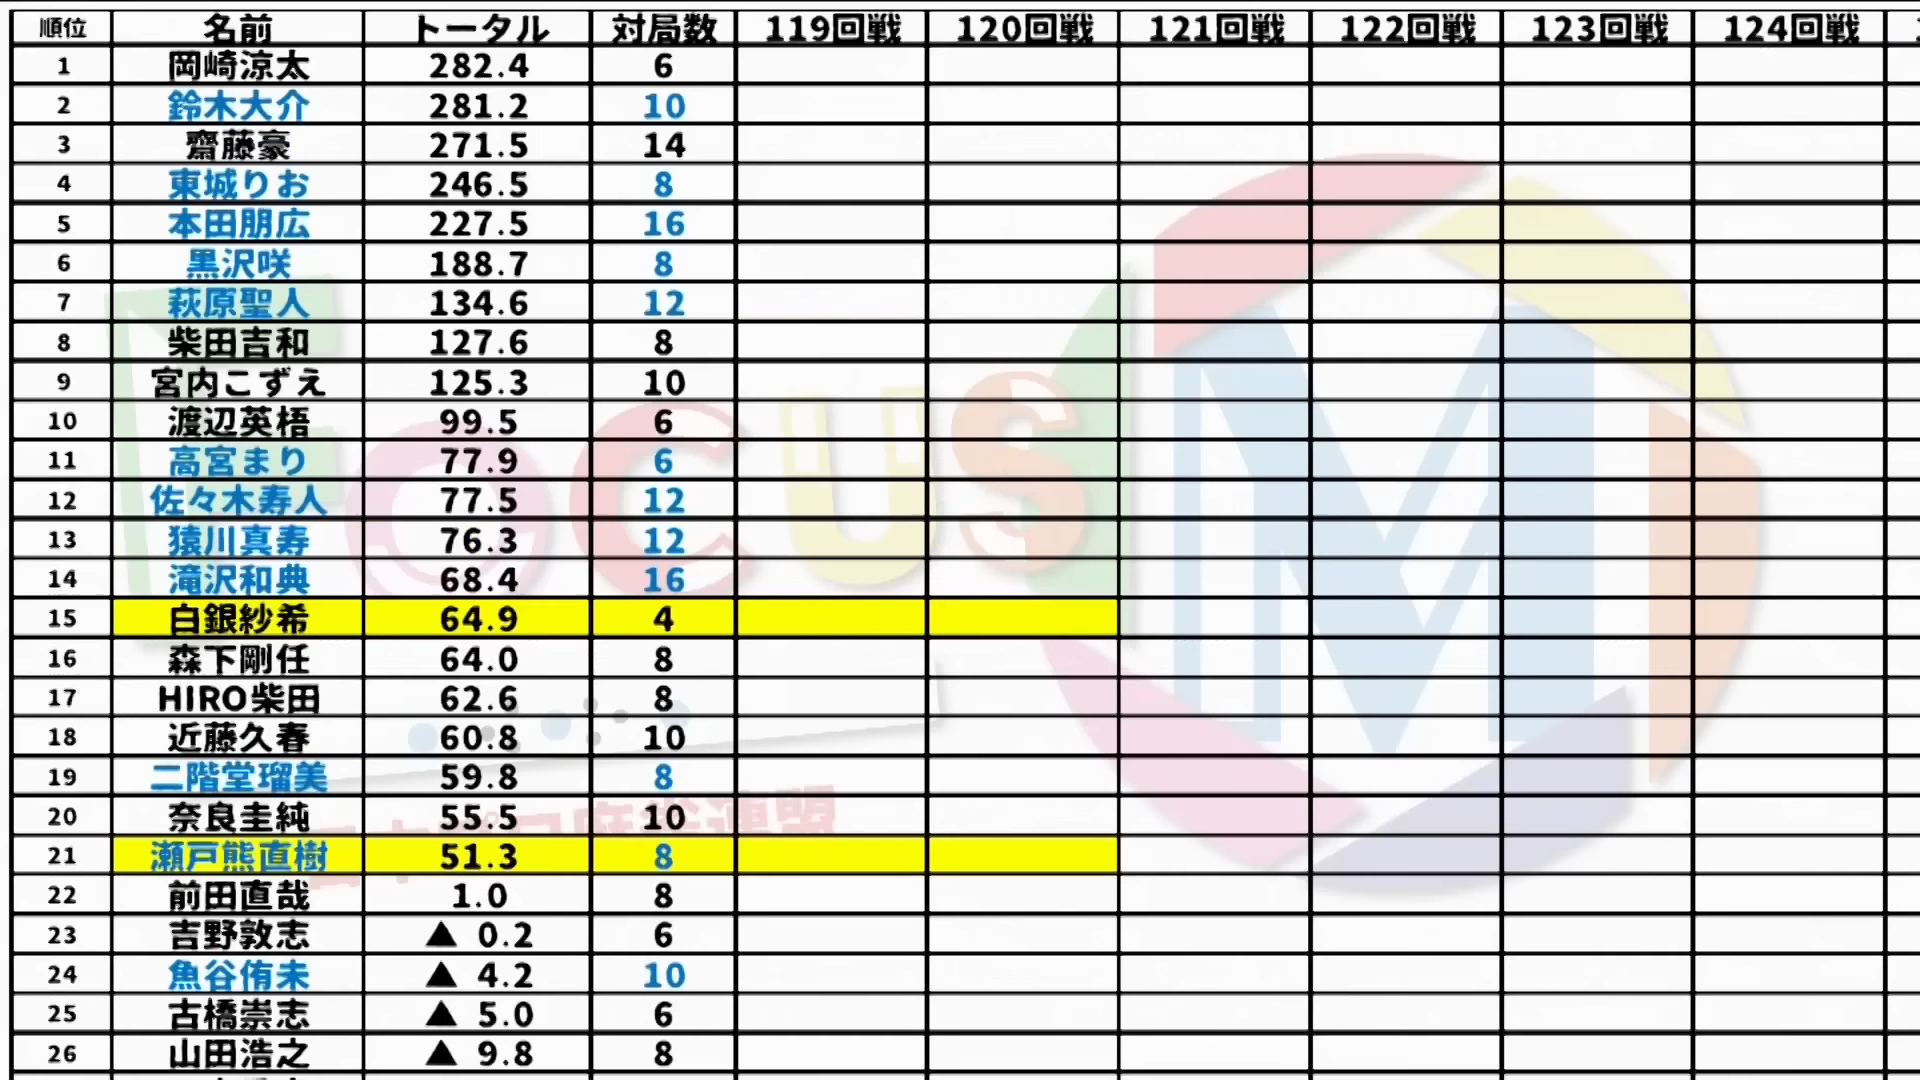 順位 名前 トータル 対局数 119回戦 120回戦 121回戦 122回戦 123回戦 124回戦
1 岡崎涼太 282.4 6
2 鈴木大介 281.2 10
3 齋藤豪 271.5 14
4 東城りお 246.5 8
5 本田朋広 227.5 16
6 黒沢咲 188.7 8
7 萩原聖人 134.6 12
8 柴田吉和 127.6 8
9 宮内こずえ 125.3 10
10 渡辺英梧 99.5 6
11 高宮まり 77.9 6
12 佐々木寿人 77.5 12
13 猿川真寿 76.3 12
14 滝沢和典 68.4 16
15 白銀紗希 64.9 4
16 森下剛任 64.0 8
17 HIRO柴田 62.6 8
18 近藤久春 60.8 10
19 二階堂瑠美 59.8 8
20 奈良圭純 55.5 10
21 瀬戸熊直樹 51.3 8
22 前田直哉 1.0 8
23 吉野敦志 ▲ 0.2 6
24 魚谷侑未 ▲ 4.2 10
25 古橋崇志 ▲ 5.0 6
26 山田浩之 ▲ 9.8 8
FOCUS M
日本プロ麻雀連盟